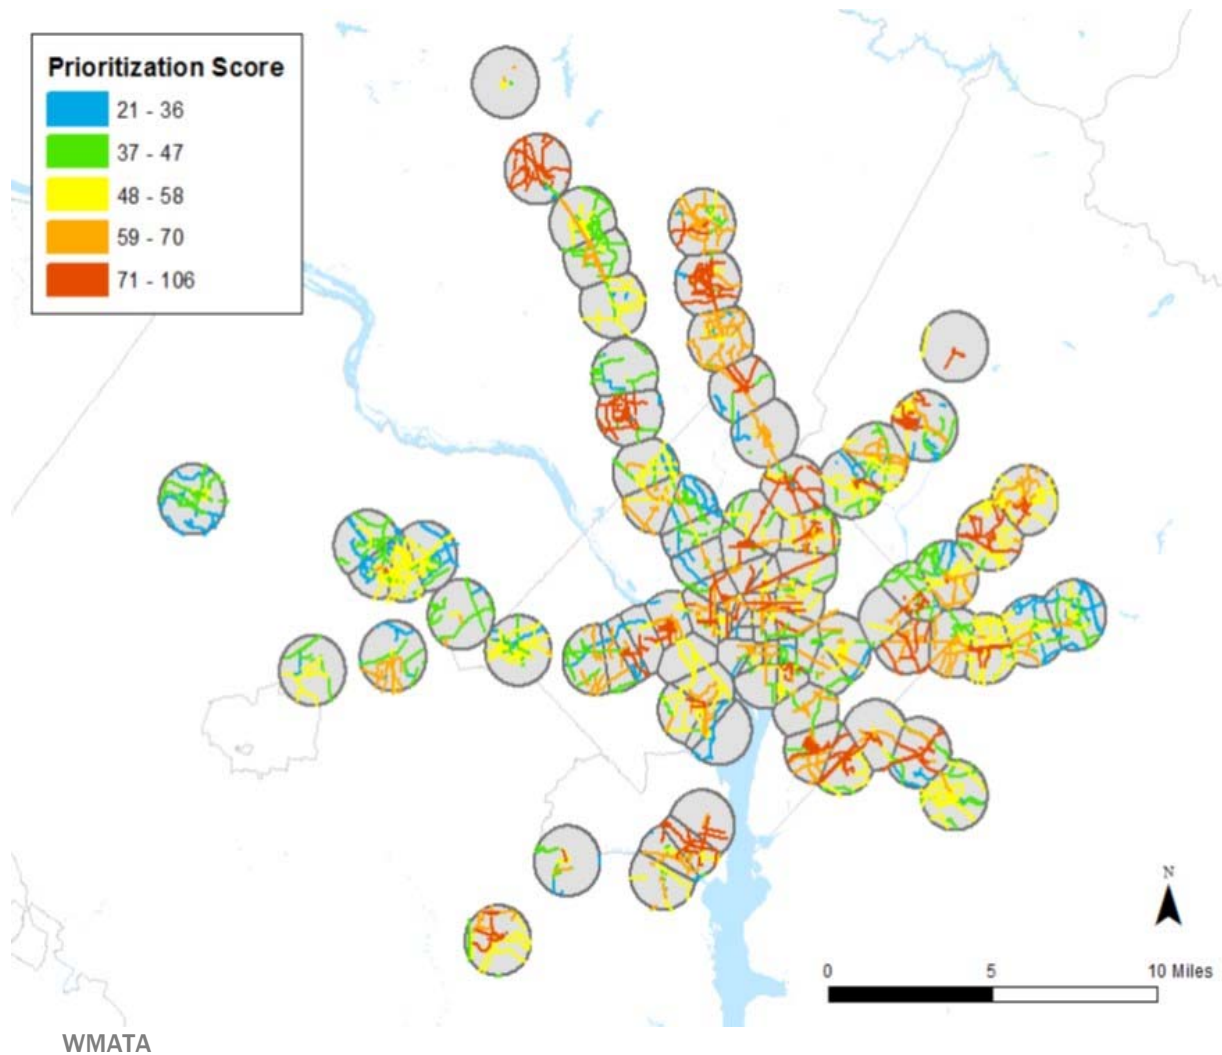 Prioritization Score
21 - 36
37 - 47
48 - 58
59 - 70
71 - 106
N
0 5 10 Miles
WMATA